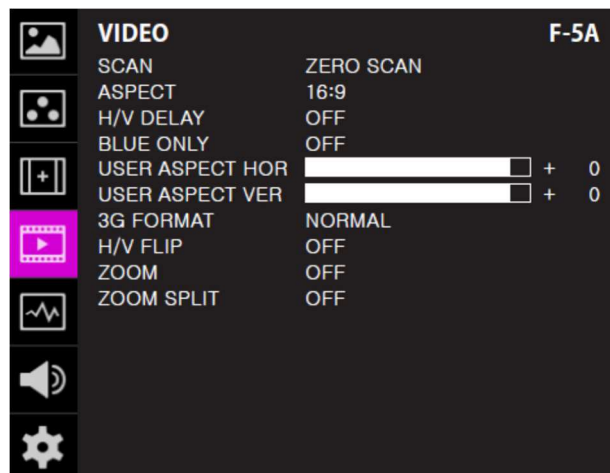 VIDEO F-5A
SCAN ZERO SCAN
ASPECT 16:9
H/V DELAY OFF
BLUE ONLY OFF
USER ASPECT HOR + 0
USER ASPECT VER + 0
3G FORMAT NORMAL
H/V FLIP OFF
ZOOM OFF
ZOOM SPLIT OFF